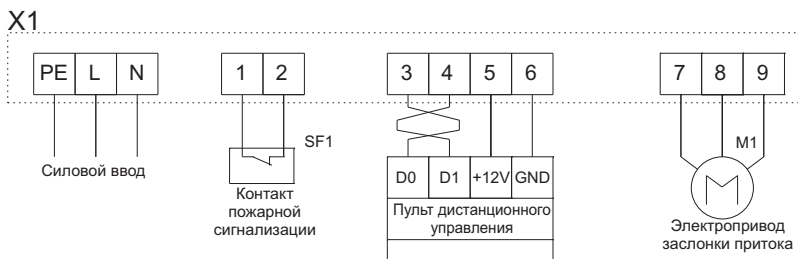 X1
PE L N 1 2 3 4 5 6 7 8 9
SF1 M1
D0 D1 +12V GND
Силовой ввод
Контакт
пожарной
сигнализации
Пульт дистанционного
управления
Электропривод
заслонки притока